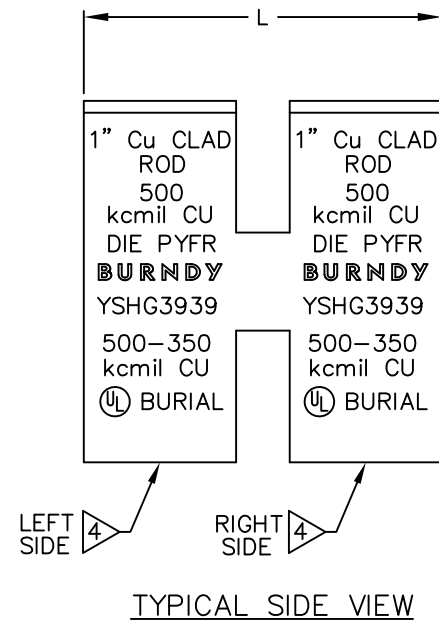 L
1" Cu CLAD
ROD
500
kcmil CU
DIE PYFR
BURNDY
YSHG3939
500-350
kcmil CU
UL BURIAL
1" Cu CLAD
ROD
500
kcmil CU
DIE PYFR
BURNDY
YSHG3939
500-350
kcmil CU
UL BURIAL
LEFT
SIDE
4
RIGHT
SIDE
4
TYPICAL SIDE VIEW